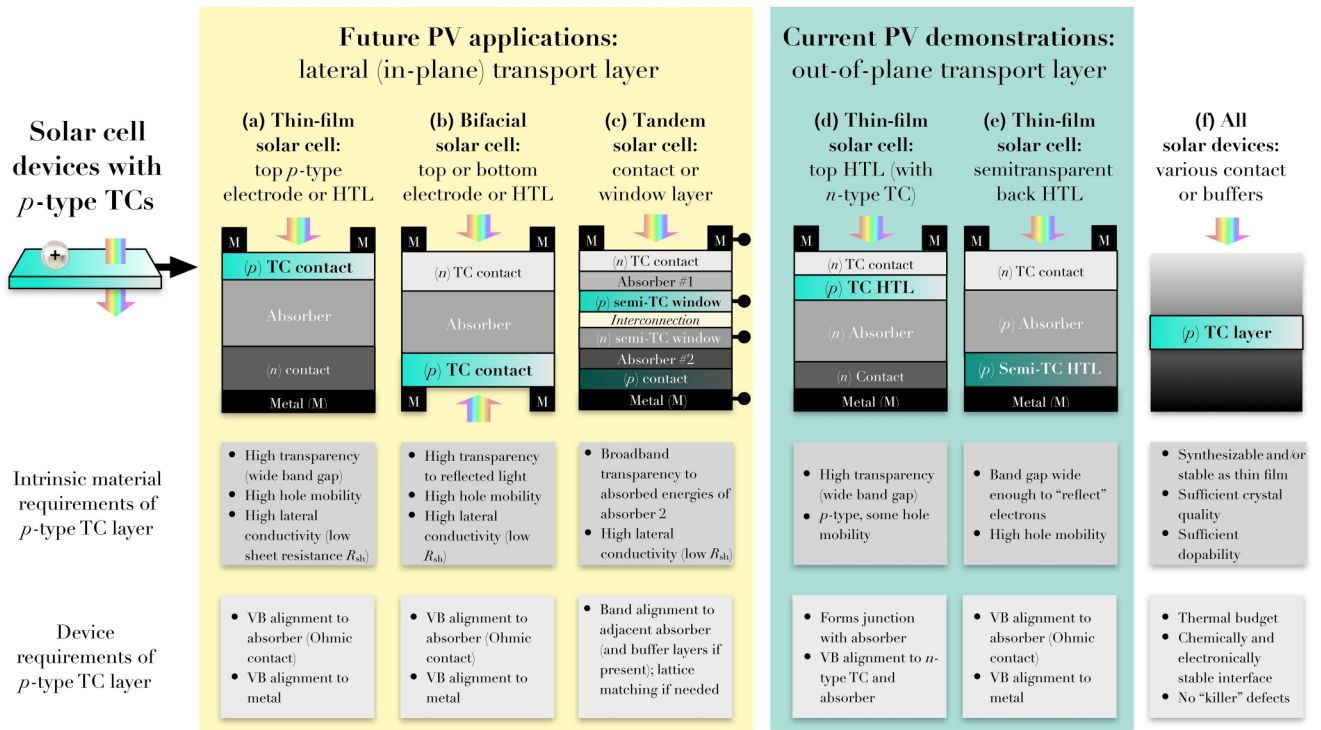 Future PV applications:
lateral (in-plane) transport layer
Current PV demonstrations:
out-of-plane transport layer
Solar cell
devices with
p-type TCs
+
(a) Thin-film
solar cell:
top p-type
electrode or HTL
M
M
(p) TC contact
Absorber
(n) contact
Metal (M)
(b) Bifacial
solar cell:
top or bottom
electrode or HTL
M
M
(n) TC contact
Absorber
(p) TC contact
M
M
(c) Tandem
solar cell:
contact or
window layer
M
M
(n) TC contact
Absorber #1
(p) semi-TC window
Interconnection
(n) semi-TC window
Absorber #2
(p) contact
Metal (M)
(d) Thin-film
solar cell:
top HTL (with
n-type TC)
M
M
(n) TC contact
(p) TC HTL
(n) Absorber
(n) Contact
Metal (M)
(e) Thin-film
solar cell:
semitransparent
back HTL
M
M
(n) TC contact
(p) Absorber
(p) Semi-TC HTL
Metal (M)
(f) All
solar devices:
various contact
or buffers
(p) TC layer
Intrinsic material
requirements of
p-type TC layer
• High transparency
(wide band gap)
• High hole mobility
• High lateral
conductivity (low
sheet resistance Rsh)
• High transparency
to reflected light
• High hole mobility
• High lateral
conductivity (low
Rsh)
• Broadband
transparency to
absorbed energies of
absorber 2
• High lateral
conductivity (low Rsh)
• High transparency
(wide band gap)
• p-type, some hole
mobility
• Band gap wide
enough to “reflect”
electrons
• High hole mobility
• Synthesizable and/or
stable as thin film
• Sufficient crystal
quality
• Sufficient
dopability
Device
requirements of
p-type TC layer
• VB alignment to
absorber (Ohmic
contact)
• VB alignment to
metal
• VB alignment to
absorber (Ohmic
contact)
• VB alignment to
metal
• Band alignment to
adjacent absorber
(and buffer layers if
present); lattice
matching if needed
• Forms junction
with absorber
• VB alignment to n-
type TC and
absorber
• VB alignment to
absorber (Ohmic
contact)
• VB alignment to
metal
• Thermal budget
• Chemically and
electronically
stable interface
• No “killer” defects